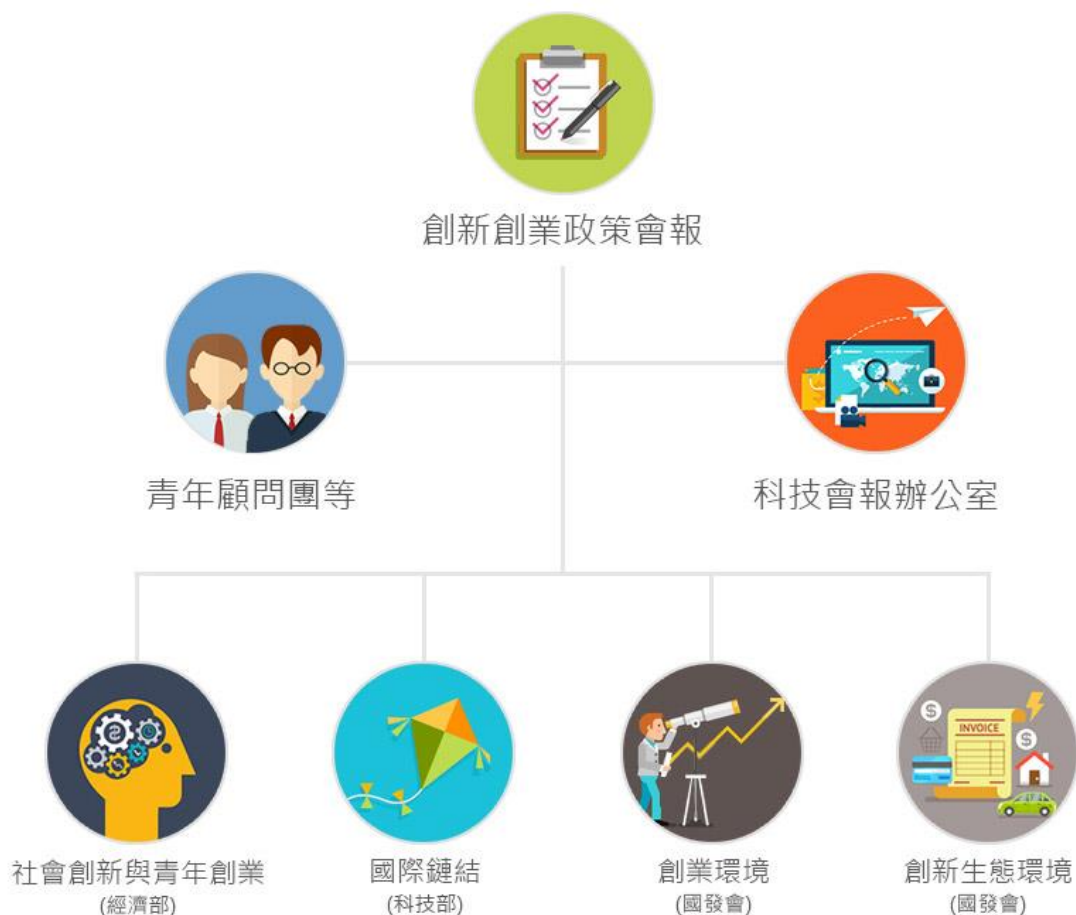 創新創業政策會報
青年顧問團等
科技會報辦公室
INVOICE
社會創新與青年創業
(經濟部)
國際鏈結
(科技部)
創業環境
(國發會)
創新生態環境
(國發會)